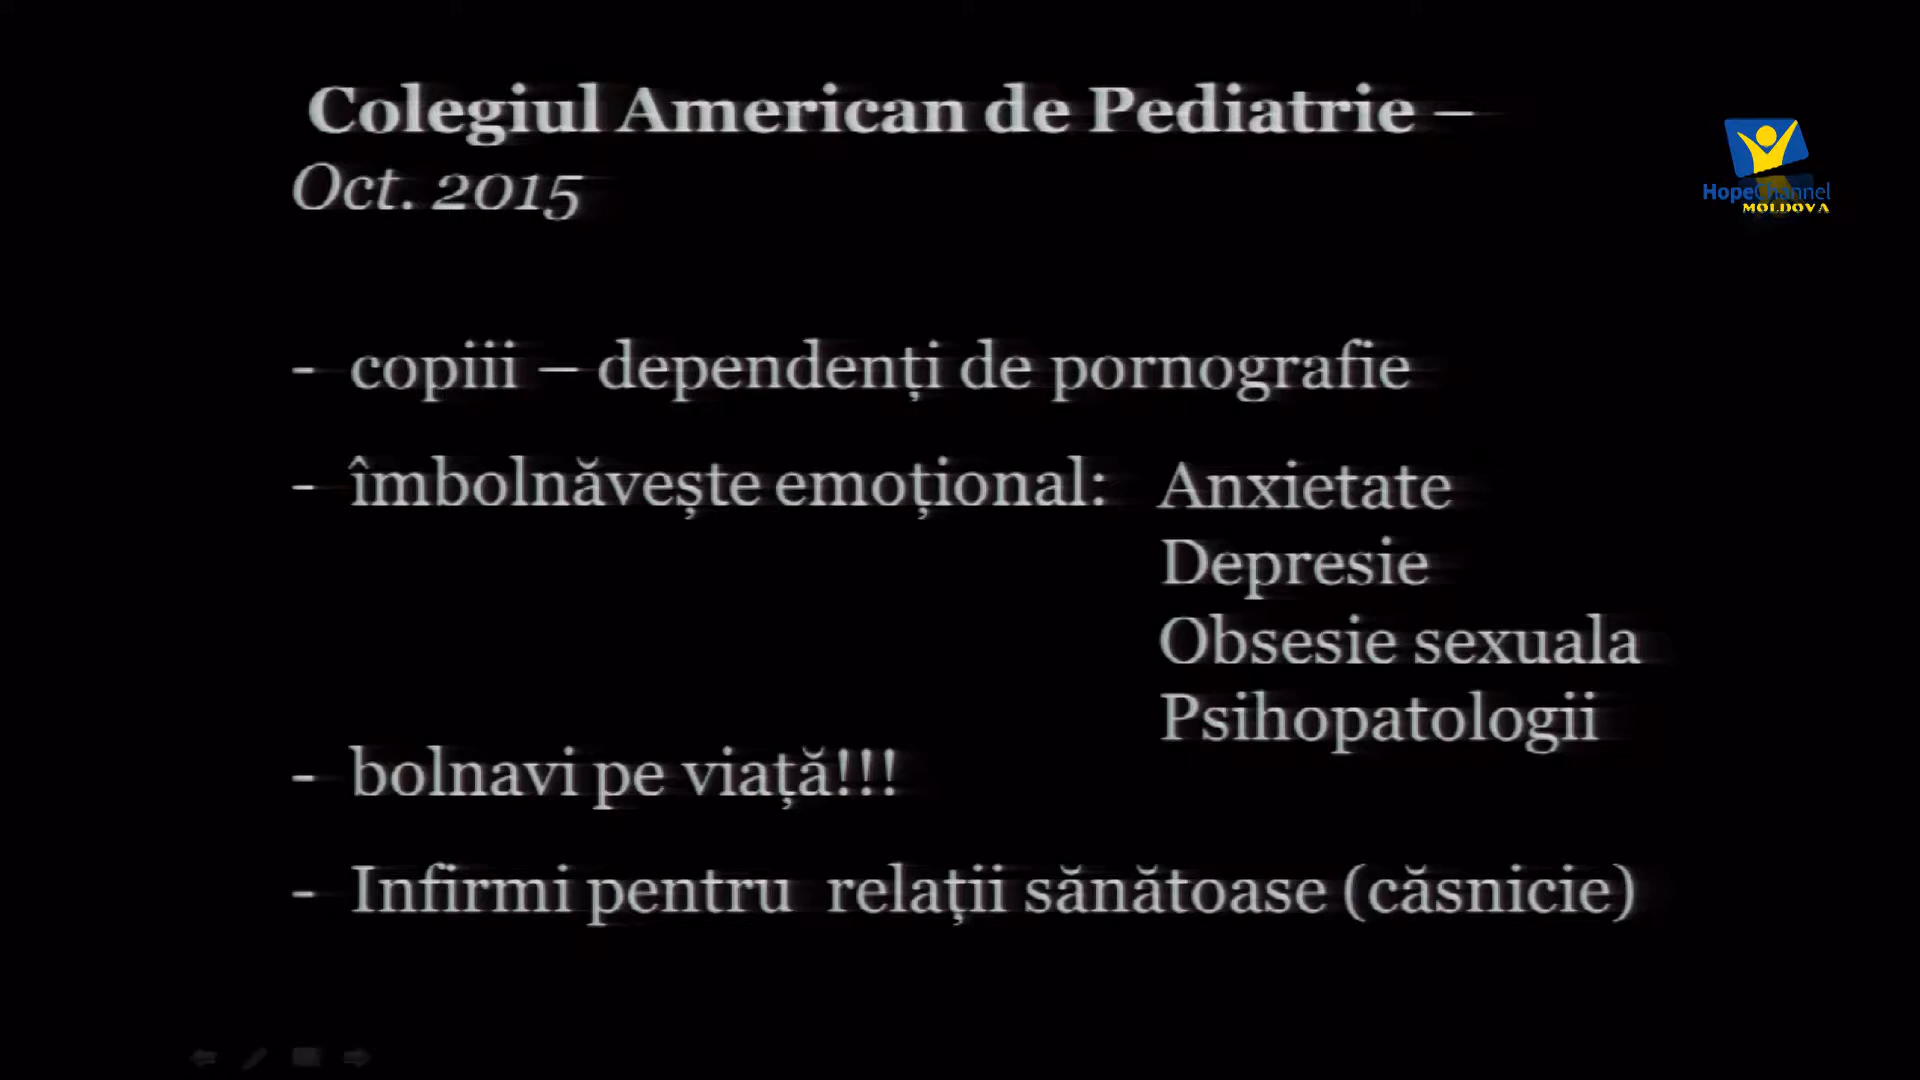 Colegiul American de Pediatrie –
Oct. 2015
HopeChannel
MOLDOVA
- copiii – dependenți de pornografie
- îmbolnăvește emoțional: Anxietate
Depresie
Obsesie sexuala
Psihopatologii
- bolnavi pe viață!!!
- Infirmi pentru relații sănătoase (căsnicie)